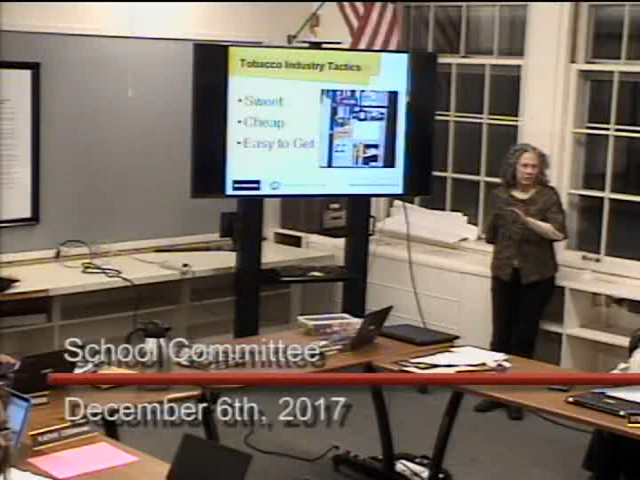 Tobacco Industry Tactics
• Sweet
• Cheap
• Easy to Get
School Committee
December 6th, 2017